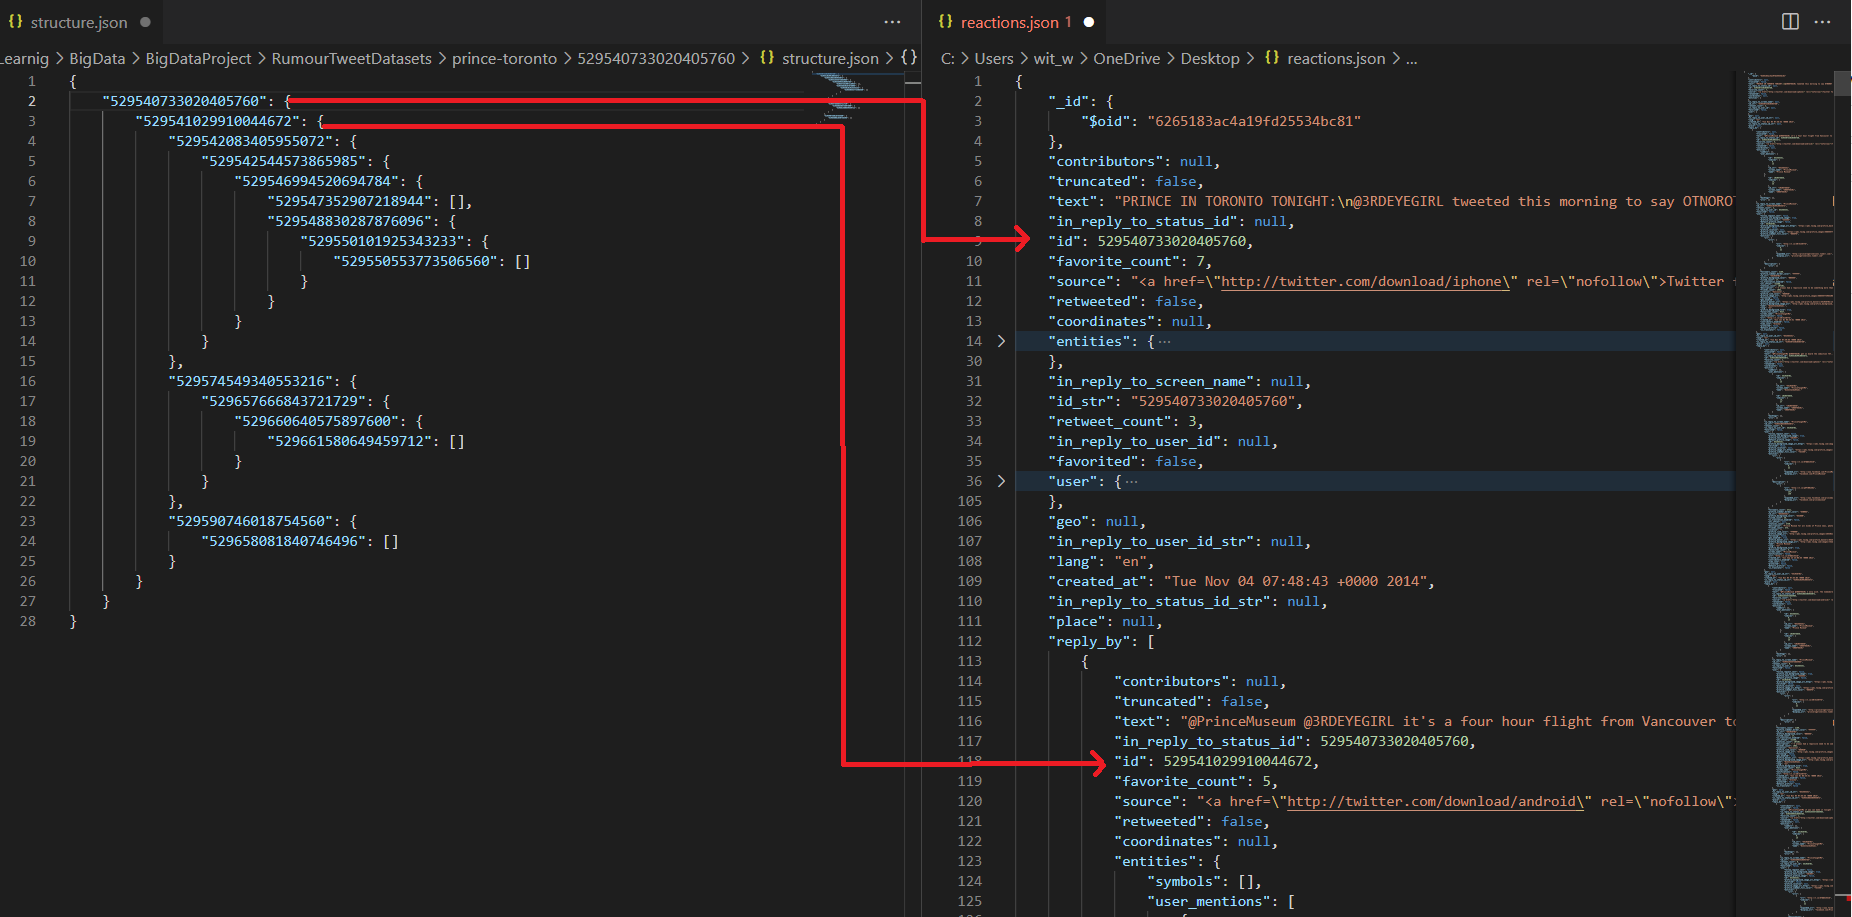 {} structure.json ● ···
Learnig > BigData > BigDataProject > RumourTweetDatasets > prince-toronto > 529540733020405760 > {} structure.json > {}
1 {
2 "529540733020405760": {
3 "529541029910044672": {
4 "529542083405955072": {
5 "529542544573865985": {
6 "529546994520694784": {
7 "529547352907218944": [],
8 "529548830287876096": {
9 "529550101925343233": {
10 "529550553773506560": []
11 }
12 }
13 }
14 }
15 },
16 "529574549340553216": {
17 "529657666843721729": {
18 "529660640575897600": {
19 "529661580649459712": []
20 }
21 }
22 },
23 "529590746018754560": {
24 "529658081840746496": []
25 }
26 }
27 }
28 }
{} reactions.json 1 ● ···
C: > Users > wit_w > OneDrive > Desktop > {} reactions.json > ...
1 {
2 "_id": {
3 "$oid": "6265183ac4a19fd25534bc81"
4 },
5 "contributors": null,
6 "truncated": false,
7 "text": "PRINCE IN TORONTO TONIGHT:\n@3RDEYEGIRL tweeted this morning to say OTNORO
8 "in_reply_to_status_id": null,
9 "id": 529540733020405760,
10 "favorite_count": 7,
11 "source": "<a href=\"http://twitter.com/download/iphone\" rel=\"nofollow\">Twitter f
12 "retweeted": false,
13 "coordinates": null,
14 > "entities": { ···
30 },
31 "in_reply_to_screen_name": null,
32 "id_str": "529540733020405760",
33 "retweet_count": 3,
34 "in_reply_to_user_id": null,
35 "favorited": false,
36 > "user": { ···
105 },
106 "geo": null,
107 "in_reply_to_user_id_str": null,
108 "lang": "en",
109 "created_at": "Tue Nov 04 07:48:43 +0000 2014",
110 "in_reply_to_status_id_str": null,
111 "place": null,
112 "reply_by": [
113 {
114 "contributors": null,
115 "truncated": false,
116 "text": "@PrinceMuseum @3RDEYEGIRL it's a four hour flight from Vancouver to
117 "in_reply_to_status_id": 529540733020405760,
118 "id": 529541029910044672,
119 "favorite_count": 5,
120 "source": "<a href=\"http://twitter.com/download/android\" rel=\"nofollow\">
121 "retweeted": false,
122 "coordinates": null,
123 "entities": {
124 "symbols": [],
125 "user_mentions": [